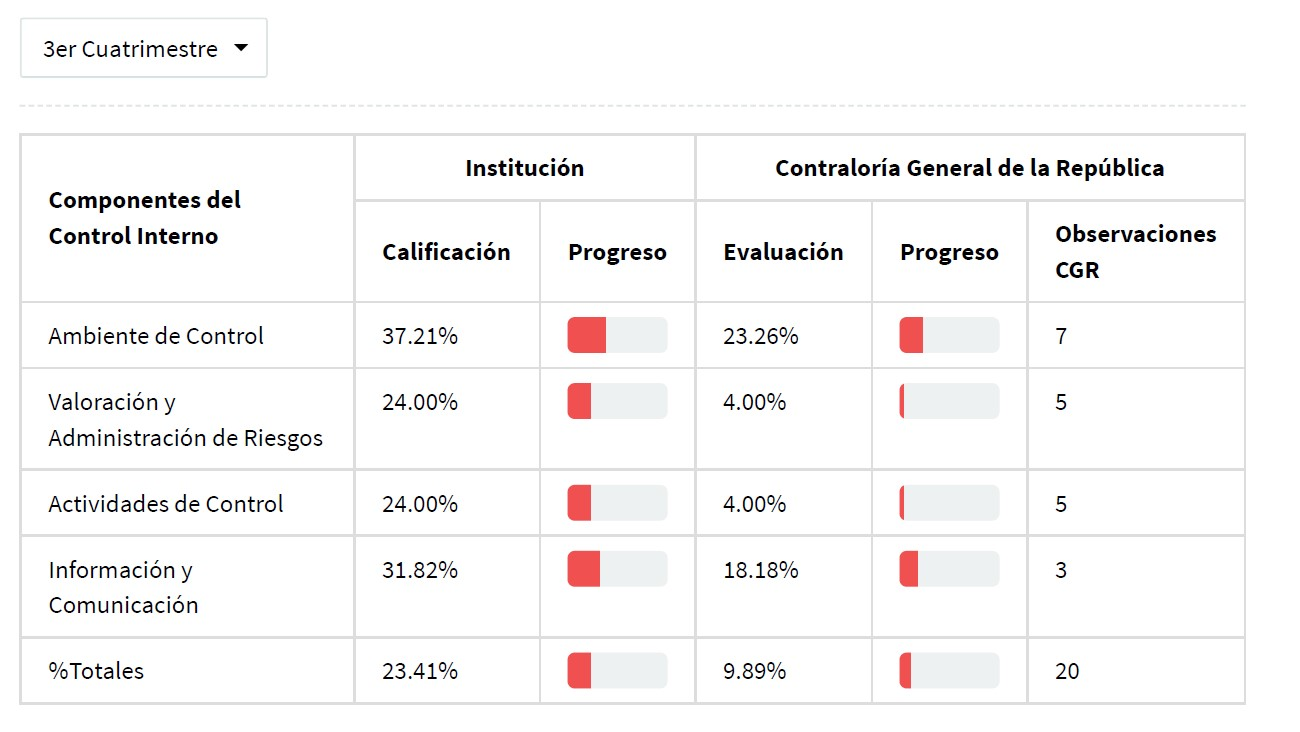 3er Cuatrimestre
Componentes del
Control Interno
Institución
Contraloría General de la República
Calificación
Progreso
Evaluación
Progreso
Observaciones
CGR
Ambiente de Control 37.21% 23.26% 7
Valoración y 24.00% 4.00% 5
Administración de Riesgos
Actividades de Control 24.00% 4.00% 5
Información y 31.82% 18.18% 3
Comunicación
%Totales 23.41% 9.89% 20